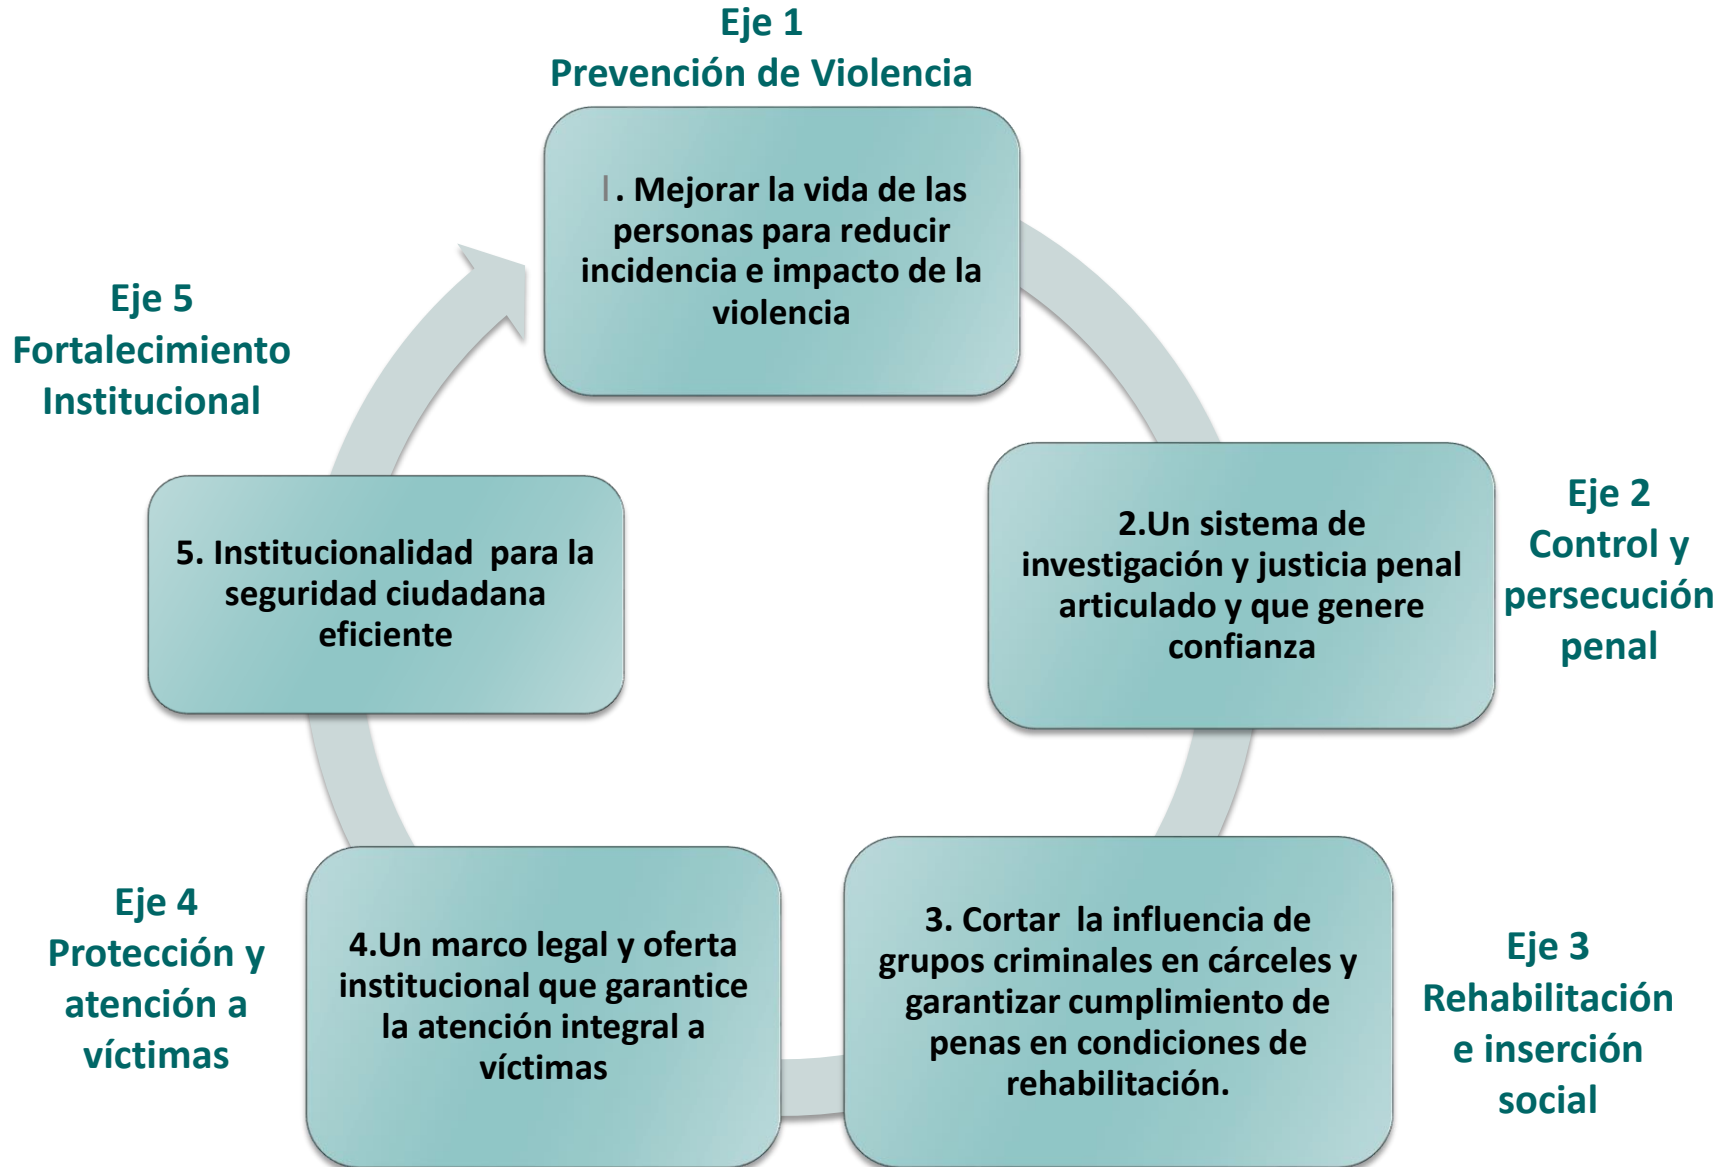 Eje 1
Prevención de Violencia
l. Mejorar la vida de las
personas para reducir
incidencia e impacto de la
violencia
Eje 2
Control y
persecución
penal
2.Un sistema de
investigación y justicia penal
articulado y que genere
confianza
Eje 3
Rehabilitación
e inserción
social
3. Cortar  la influencia de
grupos criminales en cárceles y
garantizar cumplimiento de
penas en condiciones de
rehabilitación.
Eje 4
Protección y
atención a
víctimas
4.Un marco legal y oferta
institucional que garantice
la atención integral a
víctimas
Eje 5
Fortalecimiento
Institucional
5. Institucionalidad  para la
seguridad ciudadana
eficiente